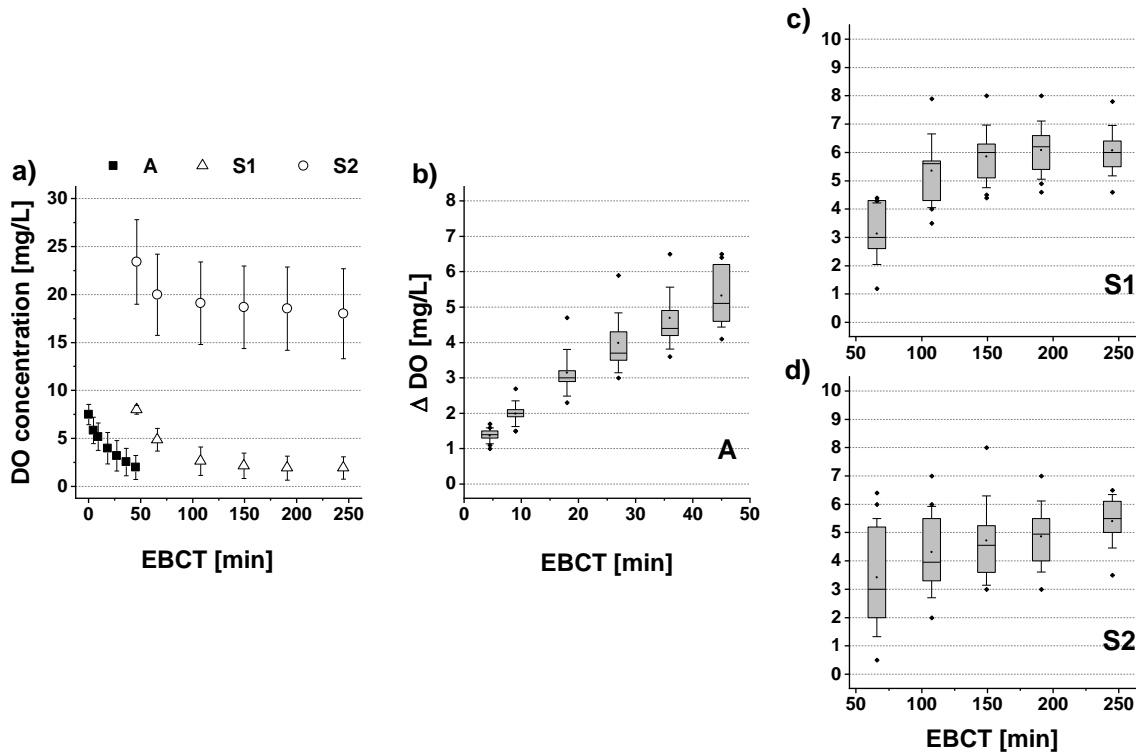 a)
A S1 S2
DO concentration [mg/L]
30
25
20
15
10
5
0
0 50 100 150 200 250
EBCT [min]
b)
Δ DO [mg/L]
8
7
6
5
4
3
2
1
0
A
0 10 20 30 40 50
EBCT [min]
c)
10
9
8
7
6
5
4
3
2
1
0
S1
50 100 150 200 250
d)
10
9
8
7
6
5
4
3
2
1
0
S2
50 100 150 200 250
EBCT [min]